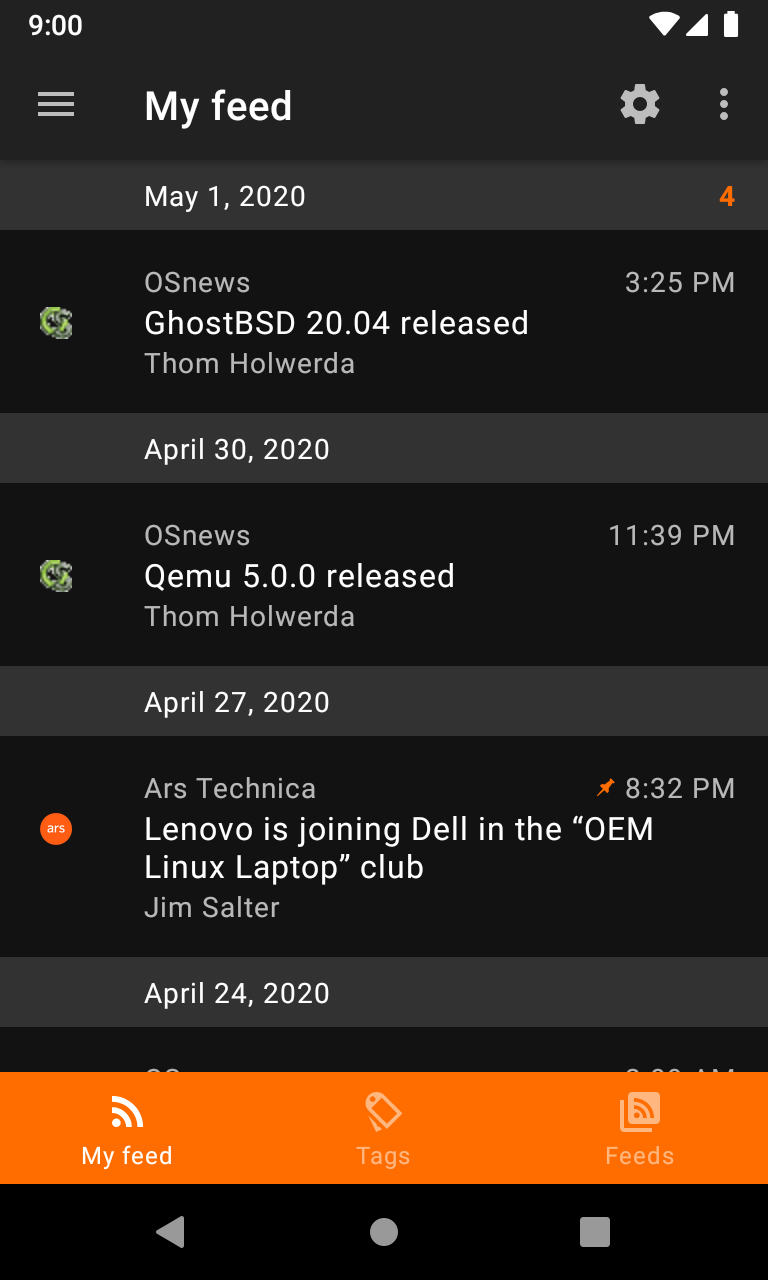 9:00
My feed
May 1, 2020 4
OSnews 3:25 PM
GhostBSD 20.04 released
Thom Holwerda
April 30, 2020
OSnews 11:39 PM
Qemu 5.0.0 released
Thom Holwerda
April 27, 2020
Ars Technica 8:32 PM
ars
Lenovo is joining Dell in the “OEM
Linux Laptop” club
Jim Salter
April 24, 2020
My feed Tags Feeds